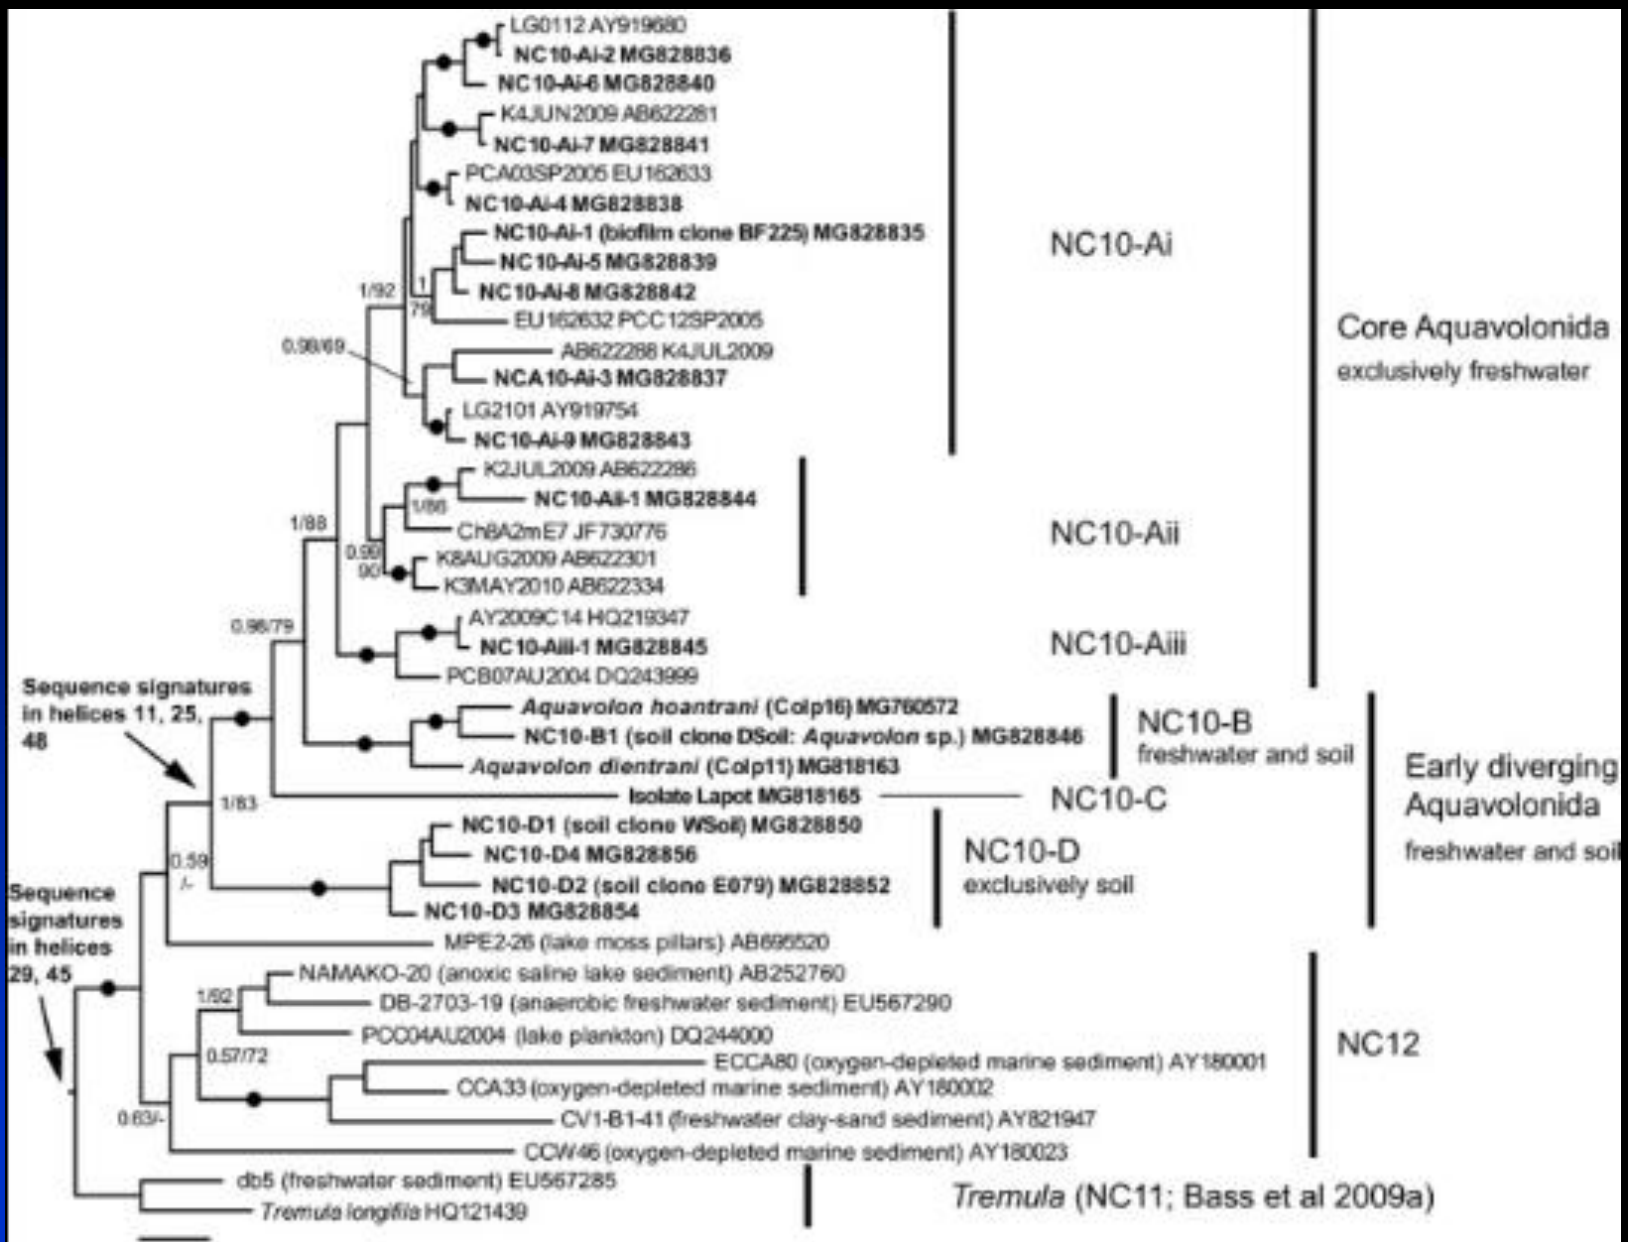 LG0112 AY919680
NC10-Ai-2 MG828836
NC10-Ai-6 MG828840
K4JUN2009 AB622281
NC10-Ai-7 MG828841
PCA03SP2005 EU162633
NC10-Ai-4 MG828838
NC10-Ai-1 (biofilm clone BF225) MG828835
NC10-Ai
NC10-Ai-5 MG828839
1/92
1
79
NC10-Ai-8 MG828842
EU162632 PCC12SP2005
Core Aquavolonida
exclusively freshwater
0.98/69
AB622288 K4JUL2009
NCA10-Ai-3 MG828837
LG2101 AY919754
NC10-Ai-9 MG828843
K2JUL2009 AB622286
NC10-Aii-1 MG828844
1/86
1/88
Ch8A2mE7 JF730776
NC10-Aii
0.99
90
K8AUG2009 AB622301
K3MAY2010 AB622334
AY2009C14 HQ219347
0.98/79
NC10-Aiii-1 MG828845
NC10-Aiii
PCB07AU2004 DQ243999
Sequence signatures
in helices 11, 25,
48
Aquavolon hoantrani (Colp16) MG760572
NC10-B1 (soil clone DSoil: Aquavolon sp.) MG828846
NC10-B
freshwater and soil
Aquavolon dientrani (Colp11) MG818163
Early diverging
Aquavolonida
freshwater and soil
1/83
Isolate Lapot MG818165
NC10-C
NC10-D1 (soil clone WSoil) MG828850
NC10-D4 MG828856
NC10-D
exclusively soil
0.59
/-
NC10-D2 (soil clone E079) MG828852
NC10-D3 MG828854
Sequence
signatures
in helices
29, 45
MPE2-26 (lake moss pillars) AB695520
NAMAKO-20 (anoxic saline lake sediment) AB252760
1/92
DB-2703-19 (anaerobic freshwater sediment) EU567290
PCC04AU2004 (lake plankton) DQ244000
NC12
0.57/72
ECCA80 (oxygen-depleted marine sediment) AY180001
CCA33 (oxygen-depleted marine sediment) AY180002
0.63/-
CV1-B1-41 (freshwater clay-sand sediment) AY821947
CCW46 (oxygen-depleted marine sediment) AY180023
db5 (freshwater sediment) EU567285
Tremula (NC11; Bass et al 2009a)
Tremula longifila HQ121439